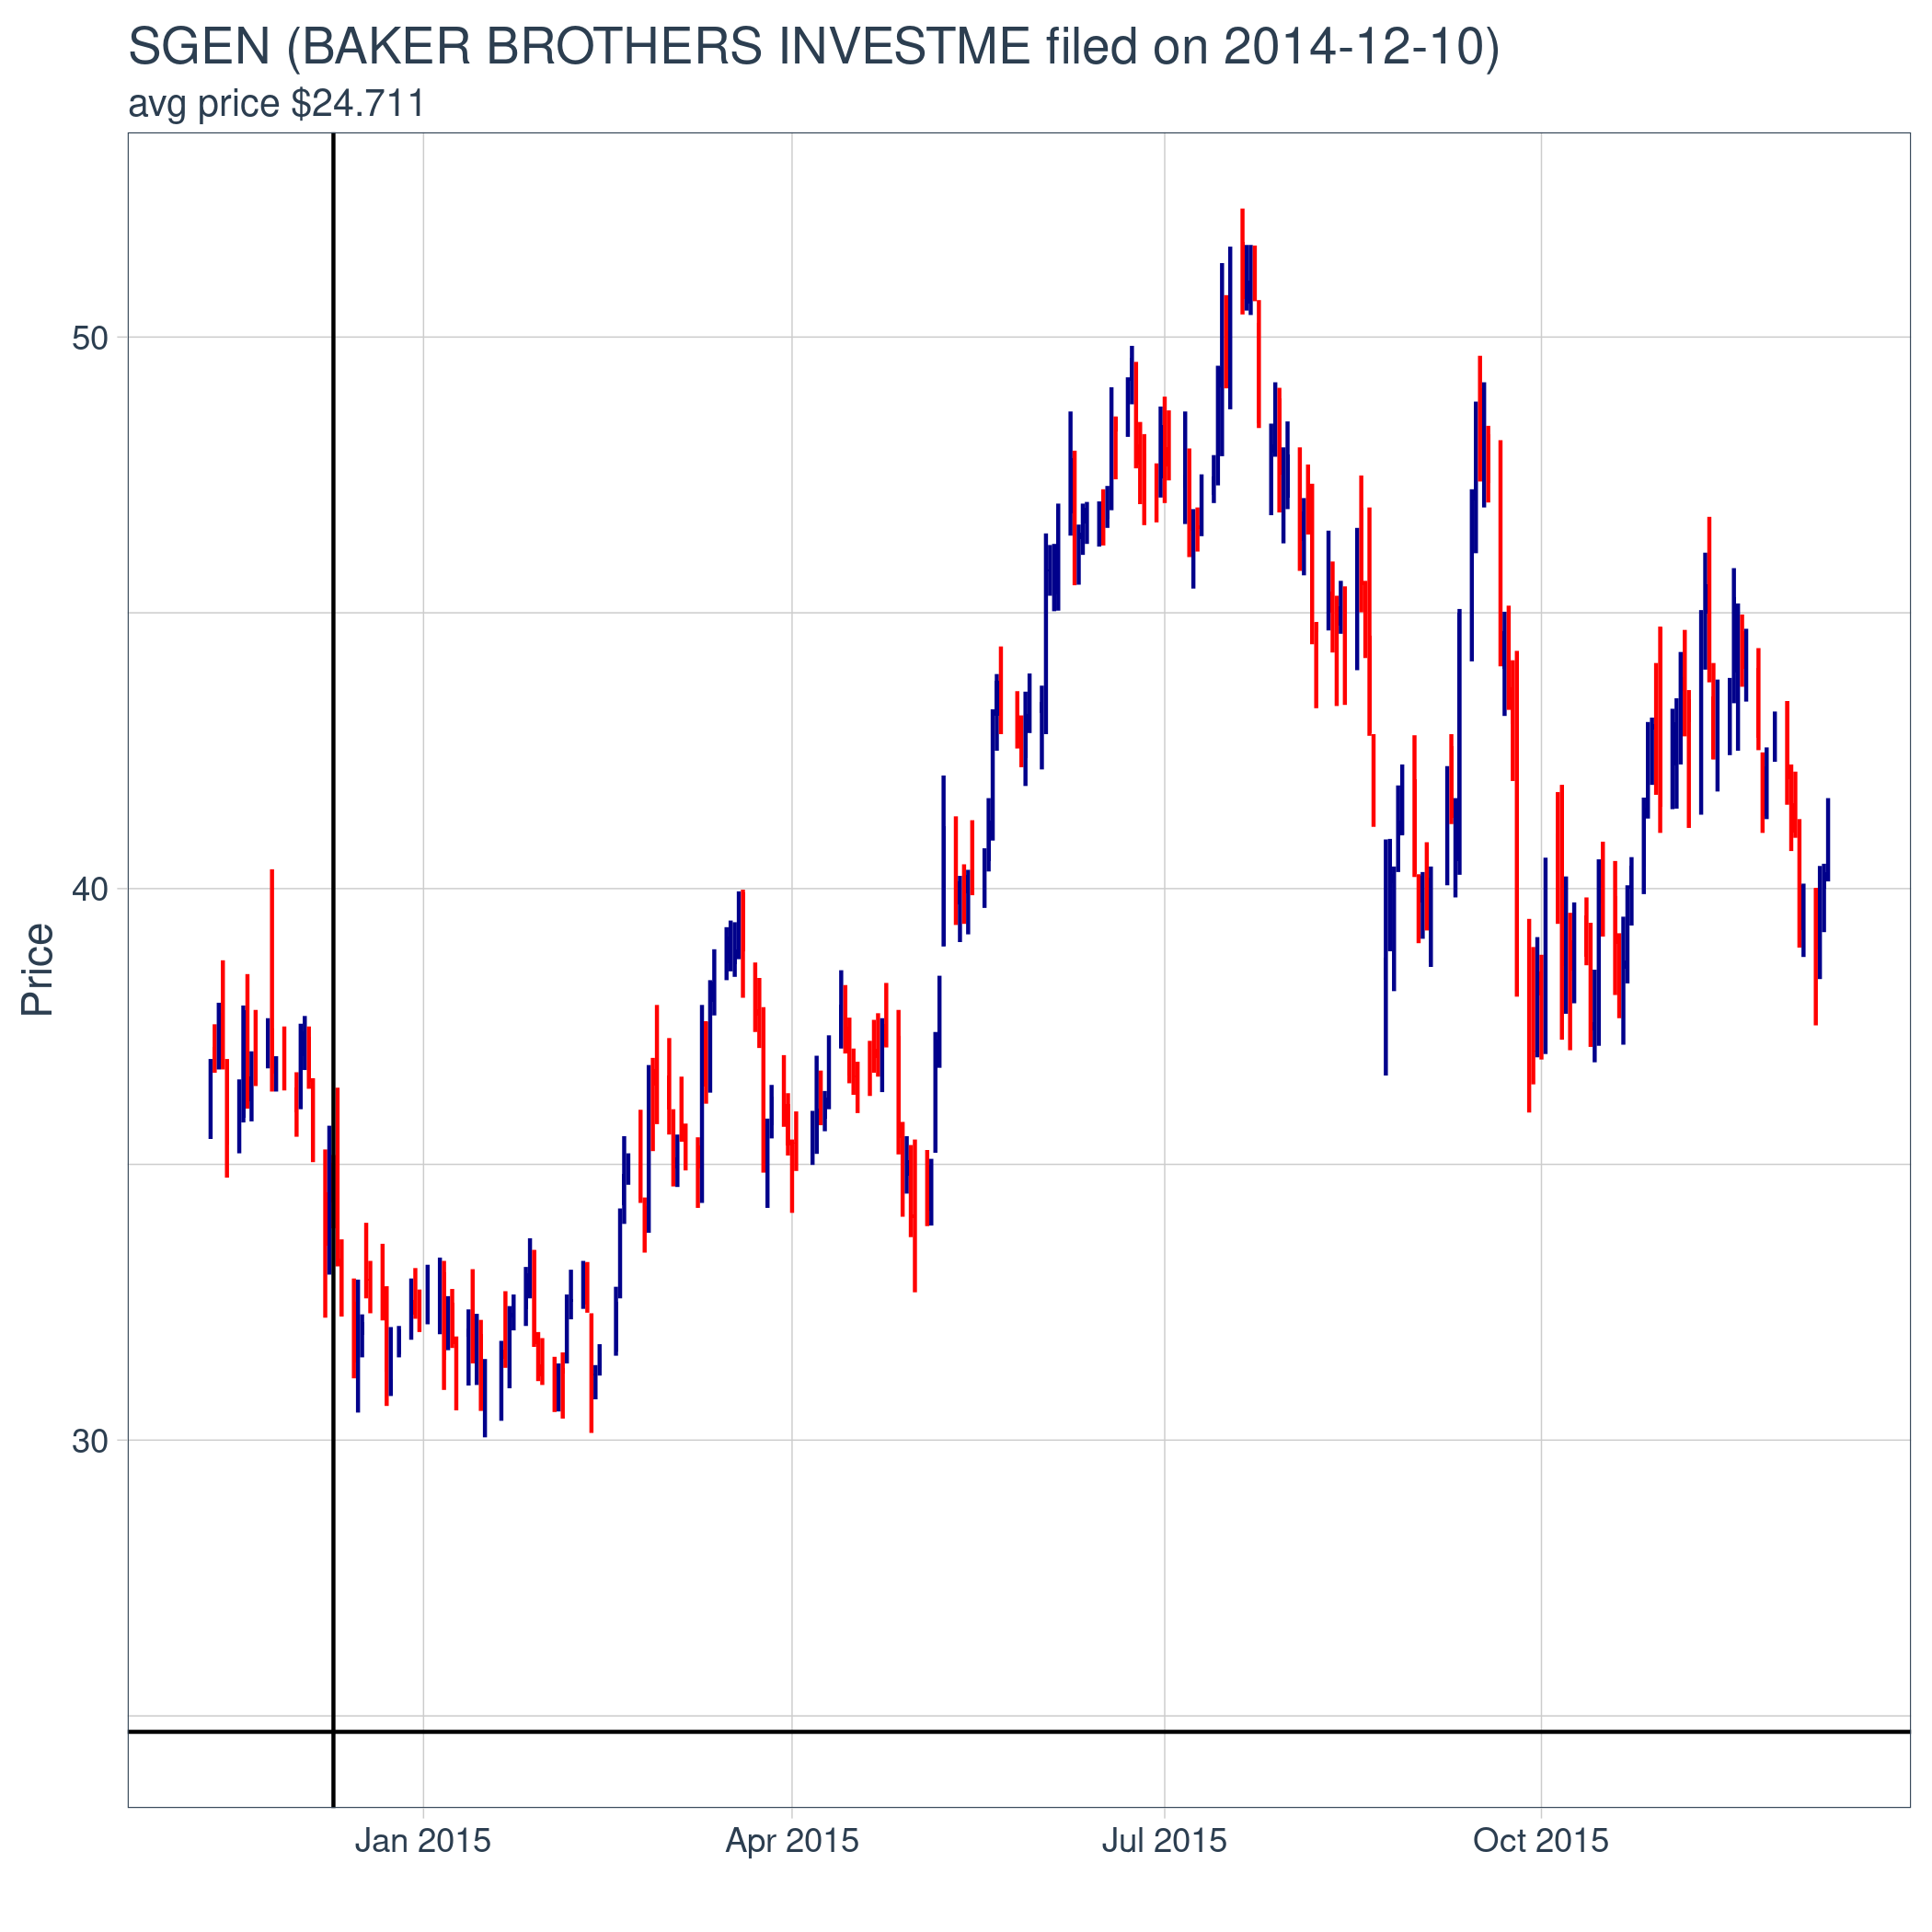 SGEN (BAKER BROTHERS INVESTME filed on 2014-12-10)
avg price $24.711
50
40
30
Price
Jan 2015 Apr 2015 Jul 2015 Oct 2015